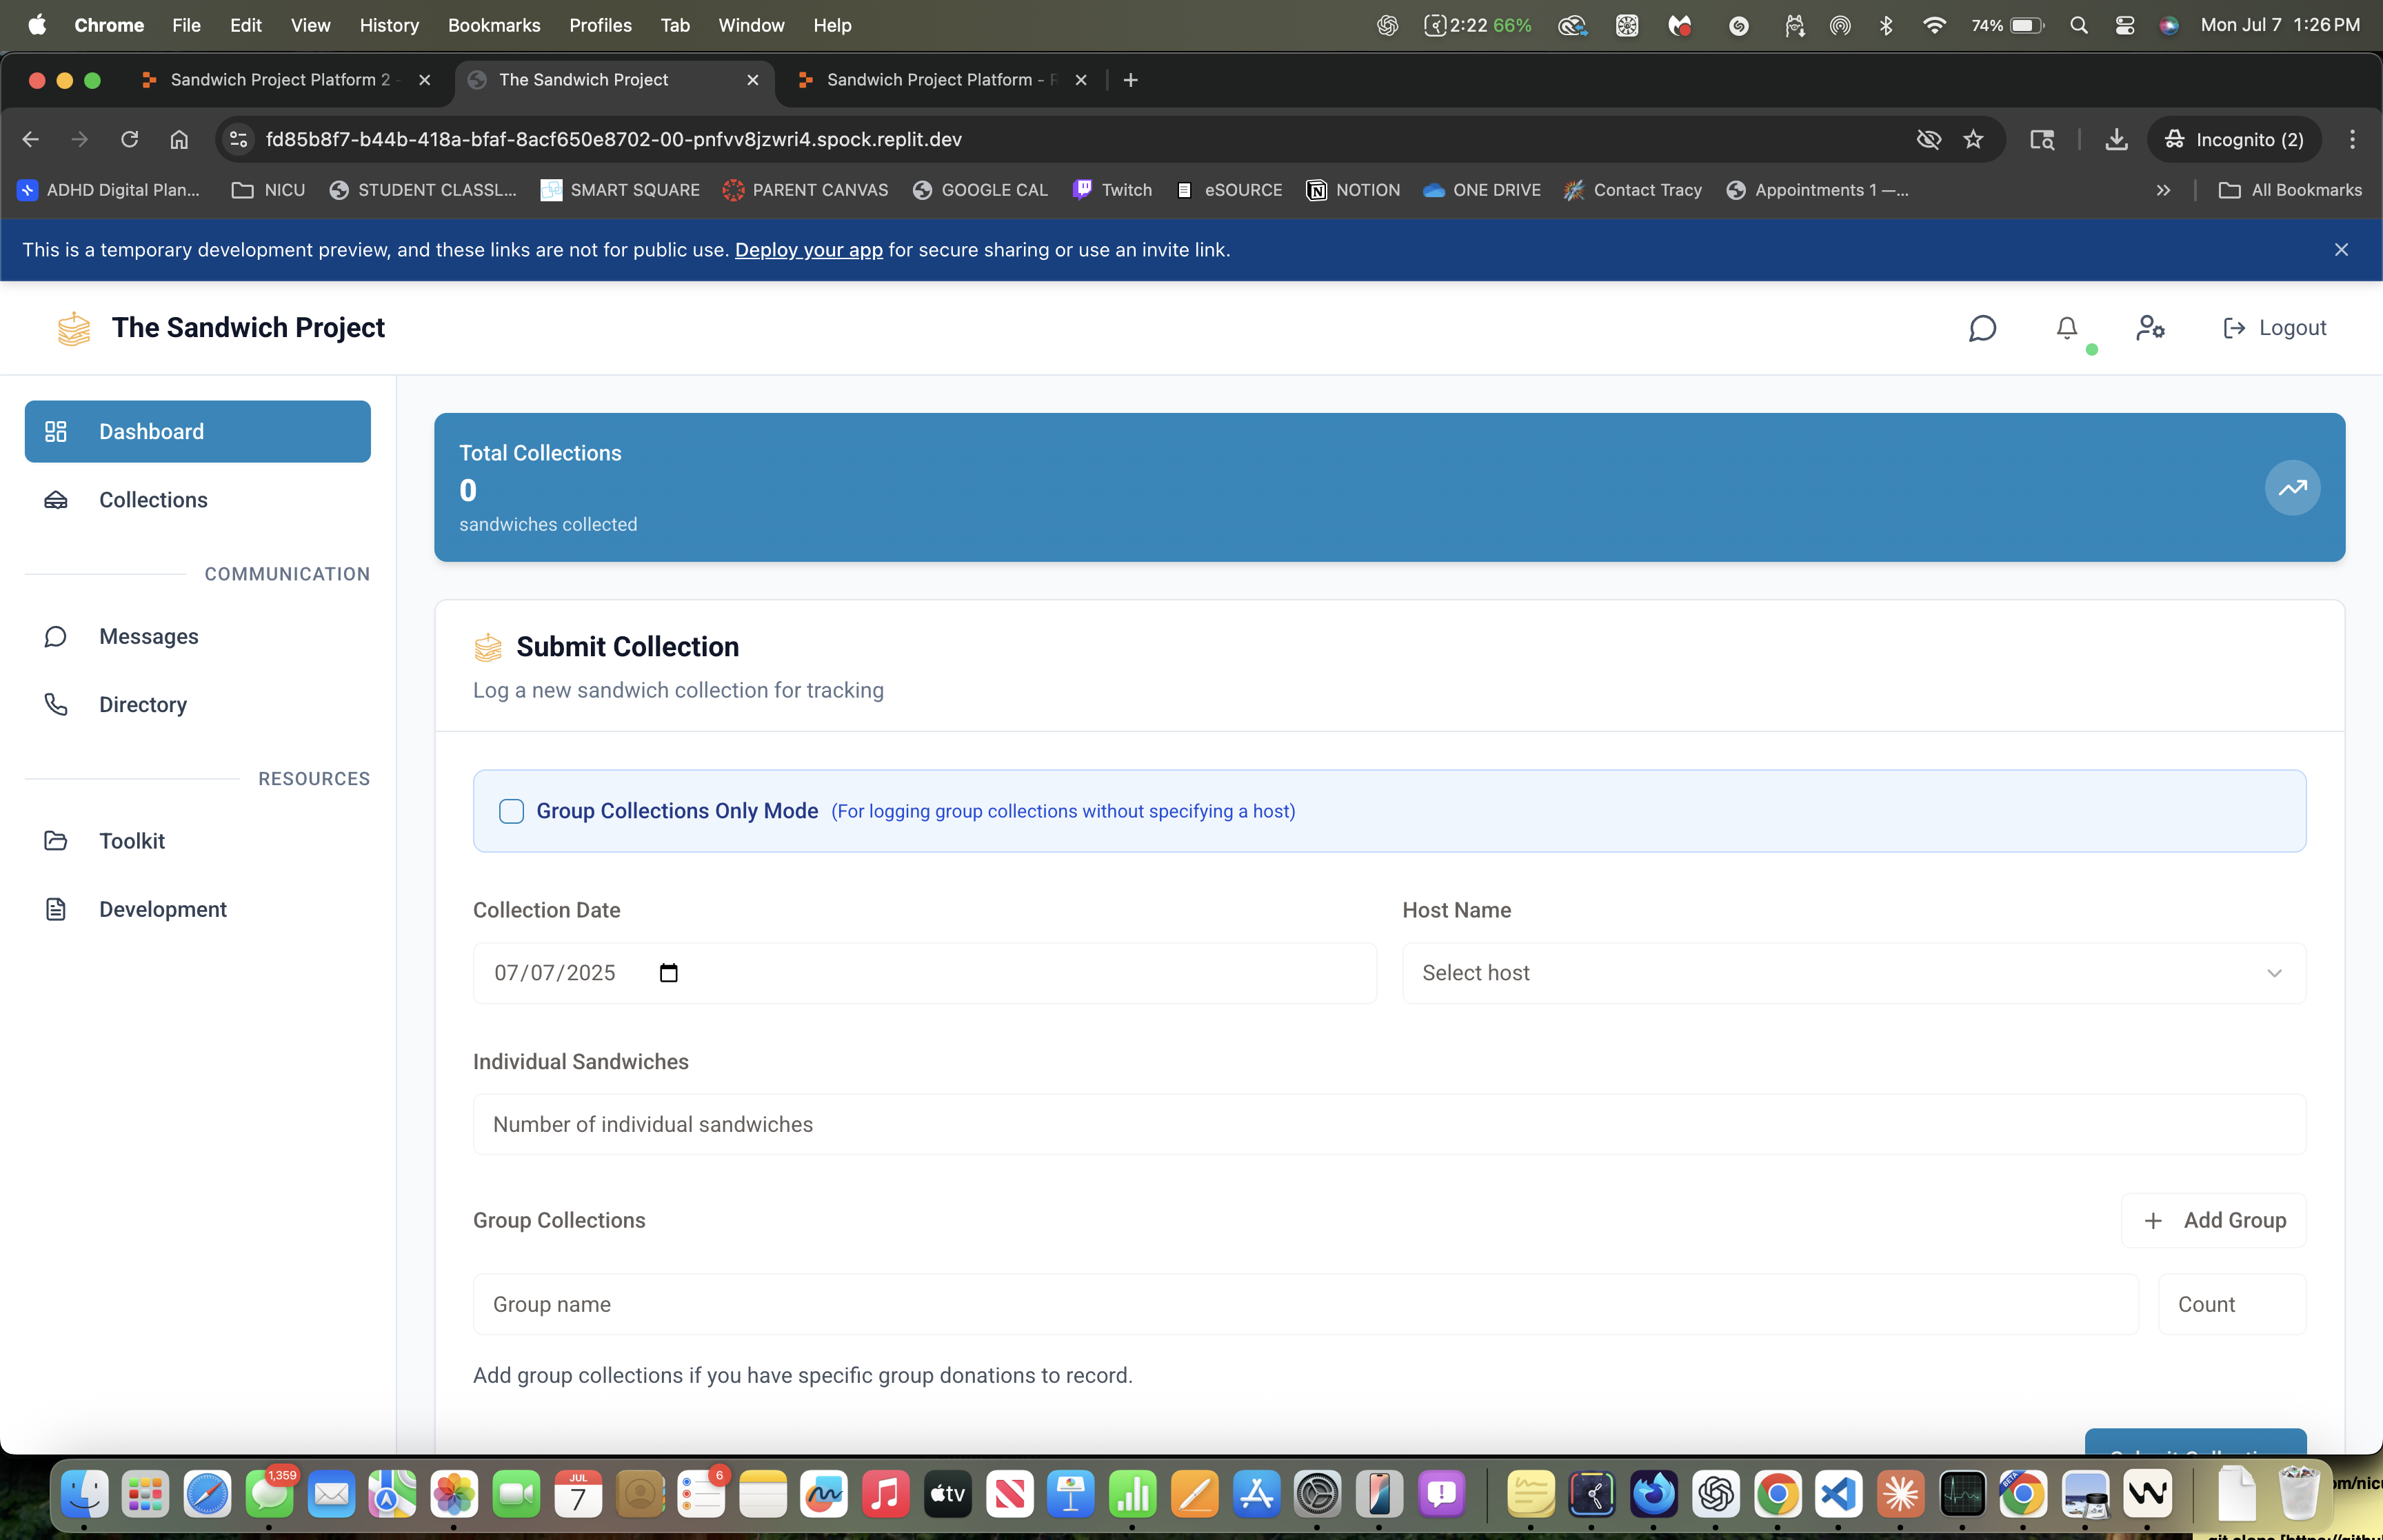 Chrome File Edit View History Bookmarks Profiles Tab Window Help 2:22 66% 74% Mon Jul 7 1:26 PM
Sandwich Project Platform 2 - The Sandwich Project Sandwich Project Platform -
fd85b8f7-b44b-418a-bfaf-8acf650e8702-00-pnfvv8jzwri4.spock.replit.dev Incognito (2)
ADHD Digital Plan... NICU STUDENT CLASSL... SMART SQUARE PARENT CANVAS GOOGLE CAL Twitch eSOURCE NOTION ONE DRIVE Contact Tracy Appointments 1 —... All Bookmarks
This is a temporary development preview, and these links are not for public use. Deploy your app for secure sharing or use an invite link.
The Sandwich Project Logout
Dashboard
Collections
COMMUNICATION
Messages
Directory
RESOURCES
Toolkit
Development
Total Collections
0
sandwiches collected
Submit Collection
Log a new sandwich collection for tracking
Group Collections Only Mode (For logging group collections without specifying a host)
Collection Date Host Name
07/07/2025 Select host
Individual Sandwiches
Number of individual sandwiches
Group Collections Add Group
Group name Count
Add group collections if you have specific group donations to record.
1,359 JUL 7 6 tv BETA